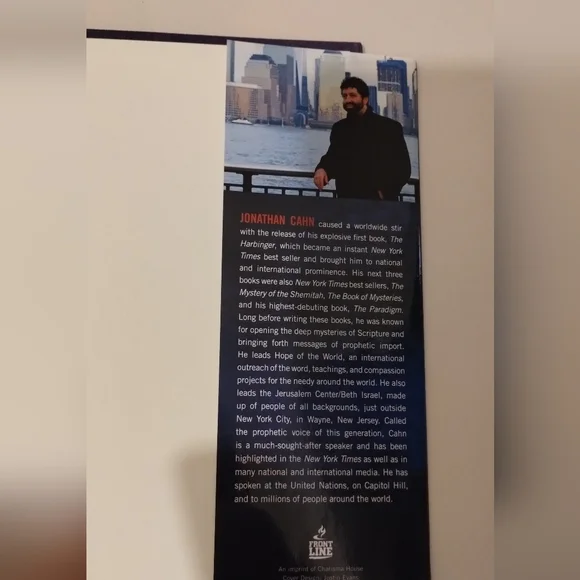 JONATHAN CAHN caused a worldwide stir
with the release of his explosive first book, The
Harbinger, which became an instant New York
Times best seller and brought him to national
and international prominence. His next three
books were also New York Times best sellers, The
Mystery of the Shemitah, The Book of Mysteries,
and his highest-debuting book, The Paradigm.
Long before writing these books, he was known
for opening the deep mysteries of Scripture and
bringing forth messages of prophetic import.
He leads Hope of the World, an international
outreach of the word, teachings, and compassion
projects for the needy around the world. He also
leads the Jerusalem Center/Beth Israel, made
up of people of all backgrounds, just outside
New York City, in Wayne, New Jersey. Called
the prophetic voice of this generation, Cahn
is a much-sought-after speaker and has been
highlighted in the New York Times as well as in
many national and international media. He has
spoken at the United Nations, on Capitol Hill,
and to millions of people around the world.
FRONT
LINE
An imprint of Charisma House
Cover Design: Justin Evans